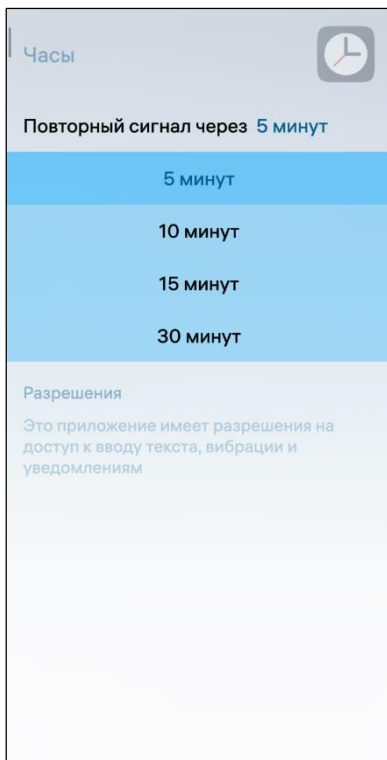 Часы
Повторный сигнал через 5 минут
5 минут
10 минут
15 минут
30 минут
Разрешения
Это приложение имеет разрешения на
доступ к вводу текста, вибрации и
уведомлениям